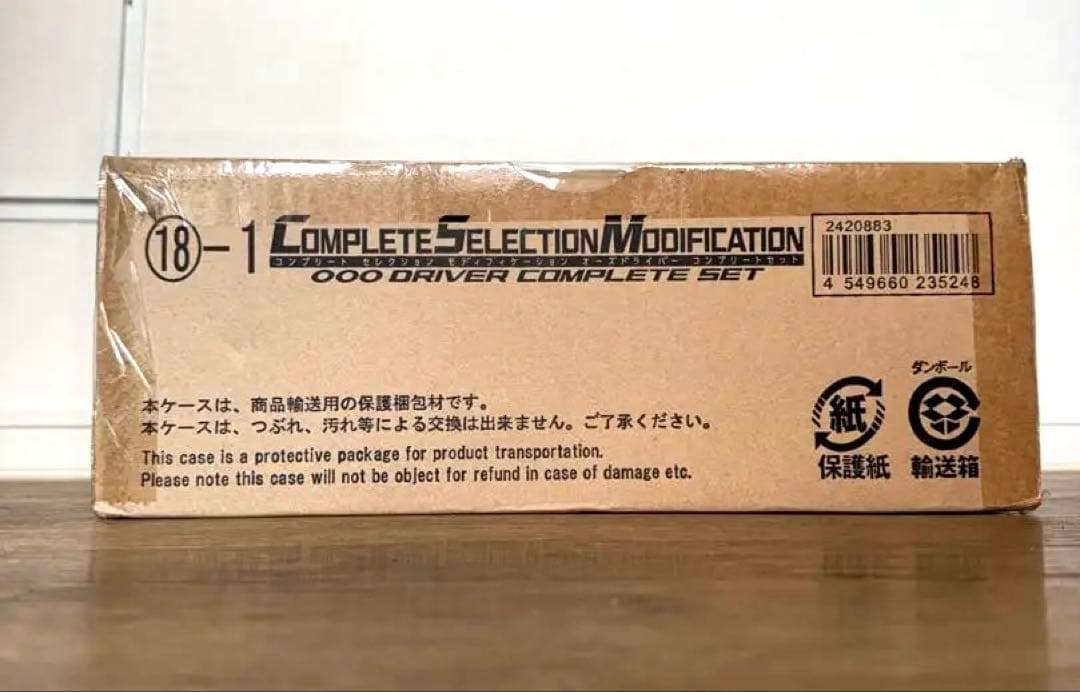 ⑱-1
COMPLETE SELECTION MODIFICATION
コンプリート セレクション モディフィケーション オーズドライバー コンプリートセット
OOO DRIVER COMPLETE SET
2420883
4 549660 235248
本ケースは、商品輸送用の保護梱包材です。
本ケースは、つぶれ、汚れ等による交換は出来ません。ご了承ください。
This case is a protective package for product transportation.
Please note this case will not be object for refund in case of damage etc.
紙
保護紙
ダンボール
輸送箱